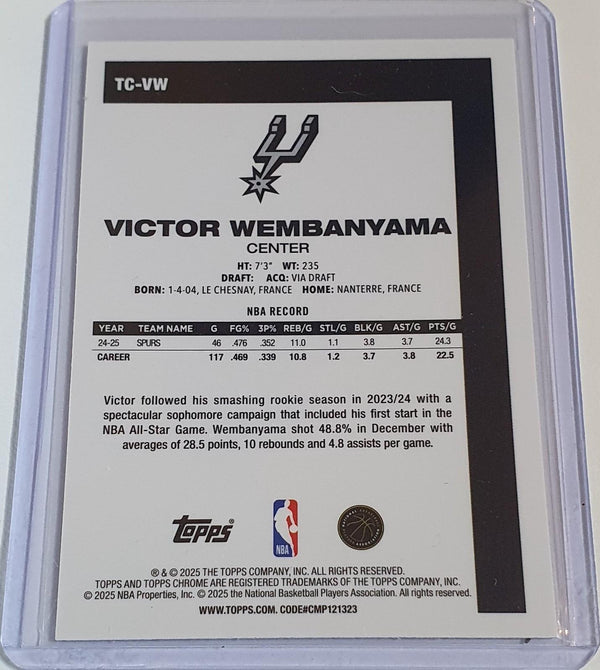 TC-VW
VICTOR WEMBANYAMA
CENTER
HT: 7'3" WT: 235
DRAFT: ACQ: VIA DRAFT
BORN: 1-4-04, LE CHESNAY, FRANCE HOME: NANTERRE, FRANCE
NBA RECORD
YEAR TEAM NAME G FG% 3P% REB/G STL/G BLK/G AST/G PTS/G
24-25 SPURS 46 .476 .352 11.0 1.1 3.8 3.7 24.3
CAREER 117 .469 .339 10.8 1.2 3.7 3.8 22.5
Victor followed his smashing rookie season in 2023/24 with a
spectacular sophomore campaign that included his first start in the
NBA All-Star Game. Wembanyama shot 48.8% in December with
averages of 28.5 points, 10 rebounds and 4.8 assists per game.
Topps®
NBA
® & © 2025 THE TOPPS COMPANY, INC. ALL RIGHTS RESERVED.
TOPPS AND TOPPS CHROME ARE REGISTERED TRADEMARKS OF THE TOPPS COMPANY, INC.
© 2025 NBA Properties, Inc. © 2025 the National Basketball Players Association. All rights reserved.
WWW.TOPPS.COM. CODE#CMP121323